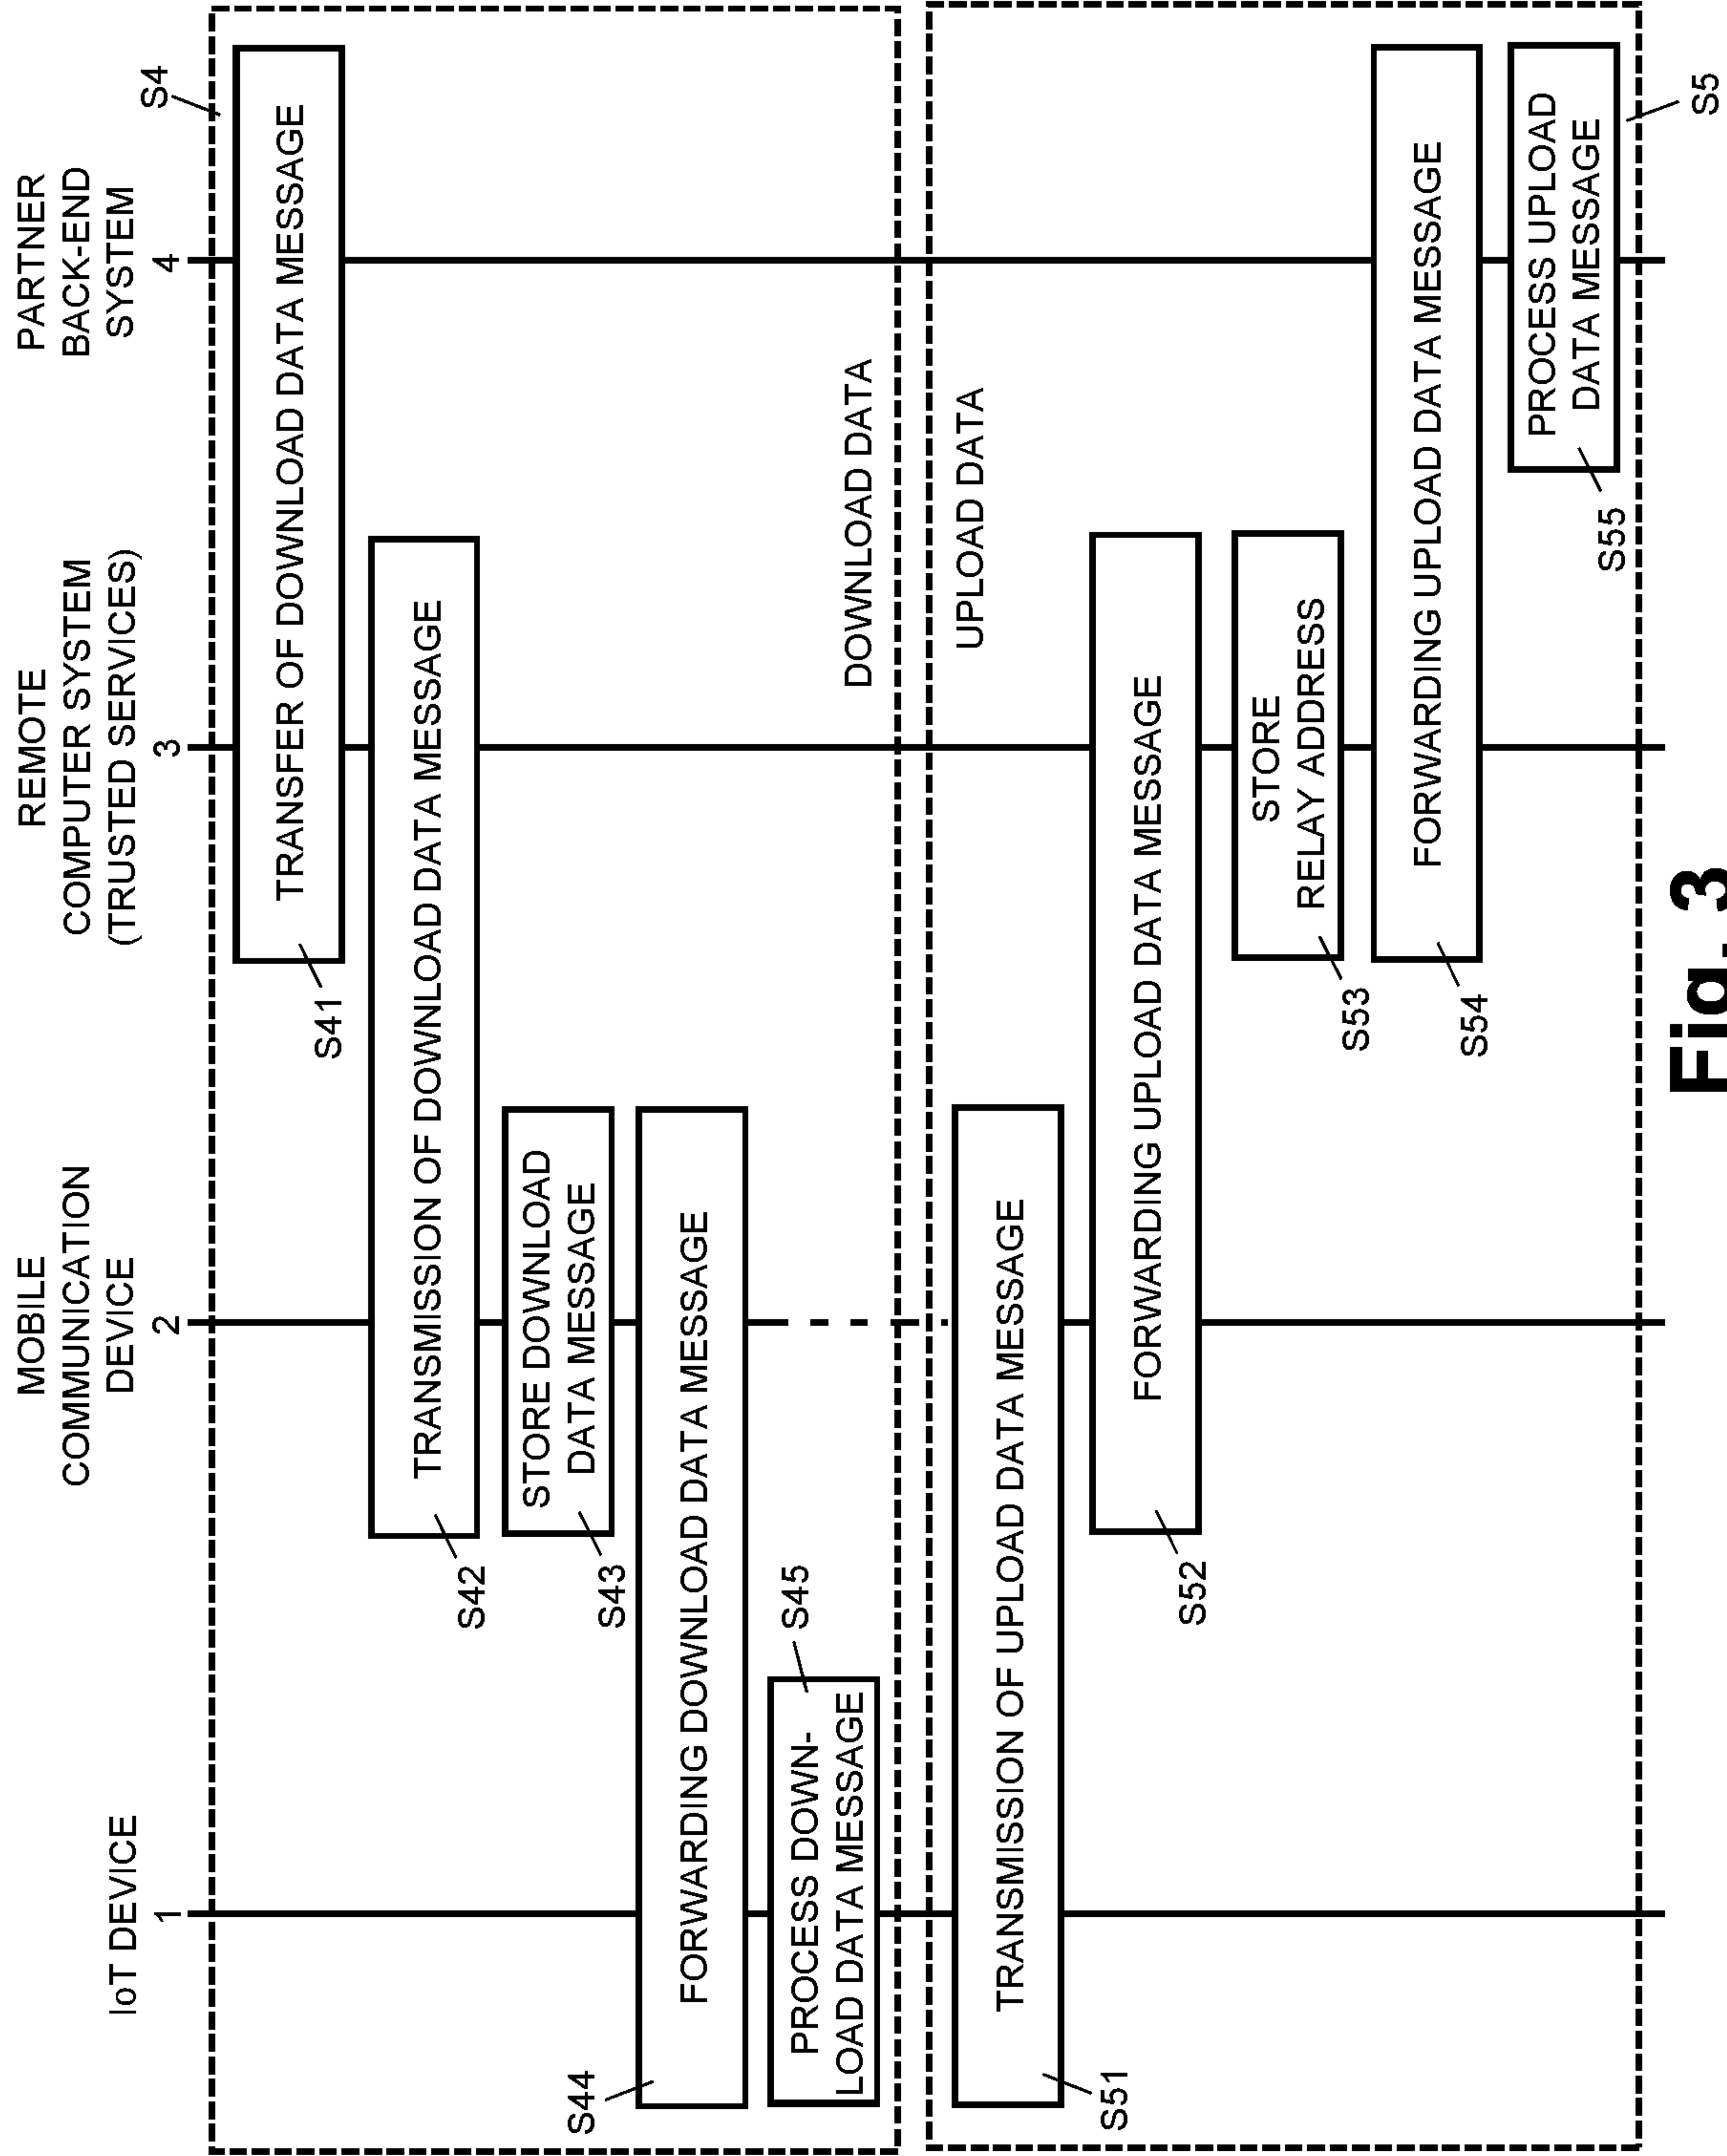 IoT DEVICE
1
MOBILE
COMMUNICATION
DEVICE
2
REMOTE
COMPUTER SYSTEM
(TRUSTED SERVICES)
3
PARTNER
BACK-END
SYSTEM
4
S4
TRANSFER OF DOWNLOAD DATA MESSAGE
S41
TRANSMISSION OF DOWNLOAD DATA MESSAGE
S42
STORE DOWNLOAD
DATA MESSAGE
S43
FORWARDING DOWNLOAD DATA MESSAGE
S44
PROCESS DOWN-
LOAD DATA MESSAGE
S45
DOWNLOAD DATA
UPLOAD DATA
TRANSMISSION OF UPLOAD DATA MESSAGE
S51
FORWARDING UPLOAD DATA MESSAGE
S52
STORE
RELAY ADDRESS
S53
FORWARDING UPLOAD DATA MESSAGE
S54
PROCESS UPLOAD
DATA MESSAGE
S55
S5
Fig. 3